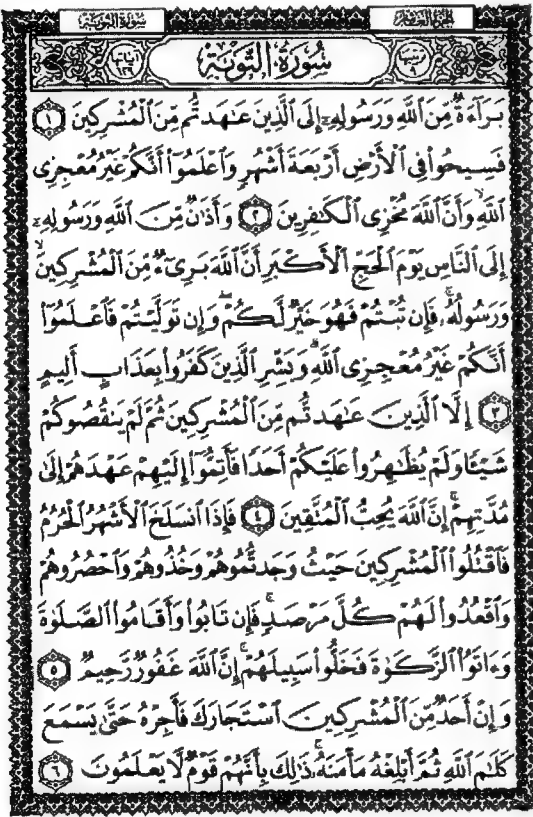 سورة التوبة الجزء العاشر
آياتها ١٢٩ سُورَةُ التَّوْبَةِ ترتيبها ٩
بَرَآءَةٌ مِّنَ ٱللَّهِ وَرَسُولِهِۦٓ إِلَى ٱلَّذِينَ عَٰهَدتُّم مِّنَ ٱلْمُشْرِكِينَ ١
فَسِيحُوا۟ فِى ٱلْأَرْضِ أَرْبَعَةَ أَشْهُرٍ وَٱعْلَمُوٓا۟ أَنَّكُمْ غَيْرُ مُعْجِزِى
ٱللَّهِ ۙ وَأَنَّ ٱللَّهَ مُخْزِى ٱلْكَٰفِرِينَ ٢ وَأَذَٰنٌ مِّنَ ٱللَّهِ وَرَسُولِهِۦٓ
إِلَى ٱلنَّاسِ يَوْمَ ٱلْحَجِّ ٱلْأَكْبَرِ أَنَّ ٱللَّهَ بَرِىٓءٌ مِّنَ ٱلْمُشْرِكِينَ ۙ
وَرَسُولُهُۥ ۚ فَإِن تُبْتُمْ فَهُوَ خَيْرٌ لَّكُمْ ۖ وَإِن تَوَلَّيْتُمْ فَٱعْلَمُوٓا۟
أَنَّكُمْ غَيْرُ مُعْجِزِى ٱللَّهِ ۗ وَبَشِّرِ ٱلَّذِينَ كَفَرُوا۟ بِعَذَابٍ أَلِيمٍ
٣ إِلَّا ٱلَّذِينَ عَٰهَدتُّم مِّنَ ٱلْمُشْرِكِينَ ثُمَّ لَمْ يَنقُصُوكُمْ
شَيْـًٔا وَلَمْ يُظَٰهِرُوا۟ عَلَيْكُمْ أَحَدًا فَأَتِمُّوٓا۟ إِلَيْهِمْ عَهْدَهُمْ إِلَىٰ
مُدَّتِهِمْ ۚ إِنَّ ٱللَّهَ يُحِبُّ ٱلْمُتَّقِينَ ٤ فَإِذَا ٱنسَلَخَ ٱلْأَشْهُرُ ٱلْحُرُمُ
فَٱقْتُلُوا۟ ٱلْمُشْرِكِينَ حَيْثُ وَجَدتُّمُوهُمْ وَخُذُوهُمْ وَٱحْصُرُوهُمْ
وَٱقْعُدُوا۟ لَهُمْ كُلَّ مَرْصَدٍ ۚ فَإِن تَابُوا۟ وَأَقَامُوا۟ ٱلصَّلَوٰةَ
وَءَاتَوُا۟ ٱلزَّكَوٰةَ فَخَلُّوا۟ سَبِيلَهُمْ ۚ إِنَّ ٱللَّهَ غَفُورٌ رَّحِيمٌ ٥
وَإِنْ أَحَدٌ مِّنَ ٱلْمُشْرِكِينَ ٱسْتَجَارَكَ فَأَجِرْهُ حَتَّىٰ يَسْمَعَ
كَلَٰمَ ٱللَّهِ ثُمَّ أَبْلِغْهُ مَأْمَنَهُۥ ۚ ذَٰلِكَ بِأَنَّهُمْ قَوْمٌ لَّا يَعْلَمُونَ ٦